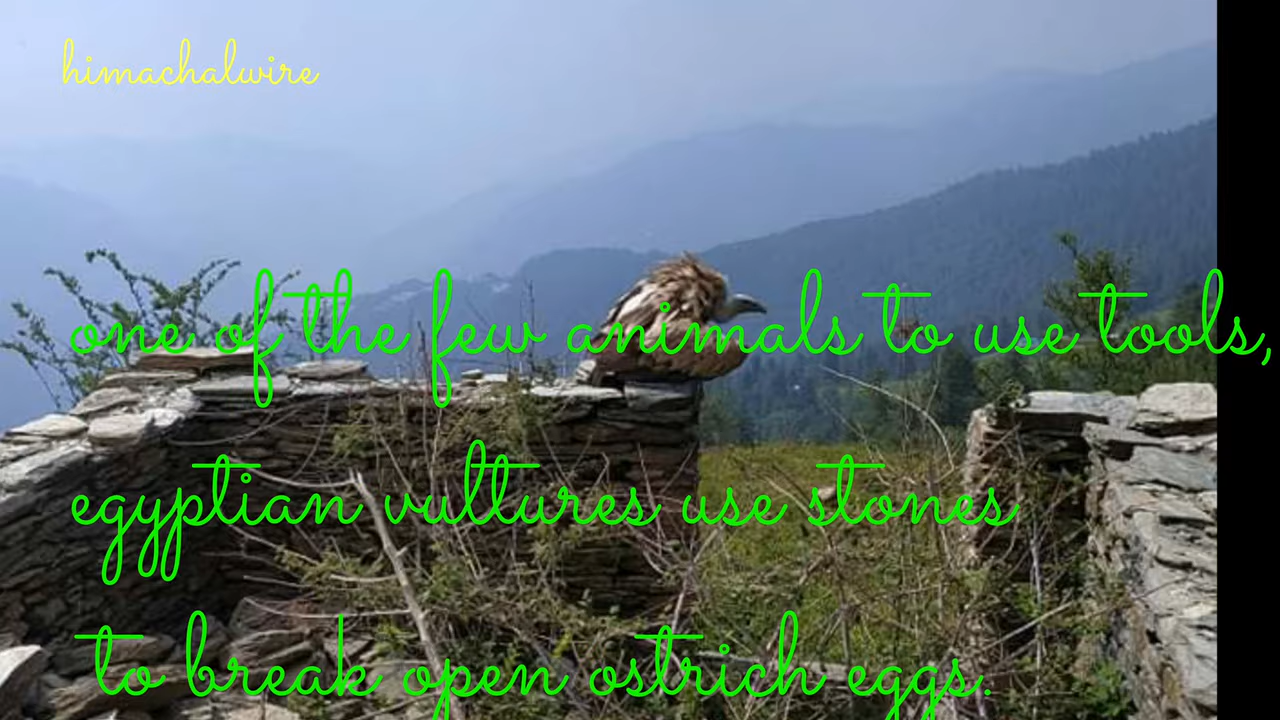 himachalwire
one of the few animals to use tools,
egyptian vultures use stones
to break open ostrich eggs.